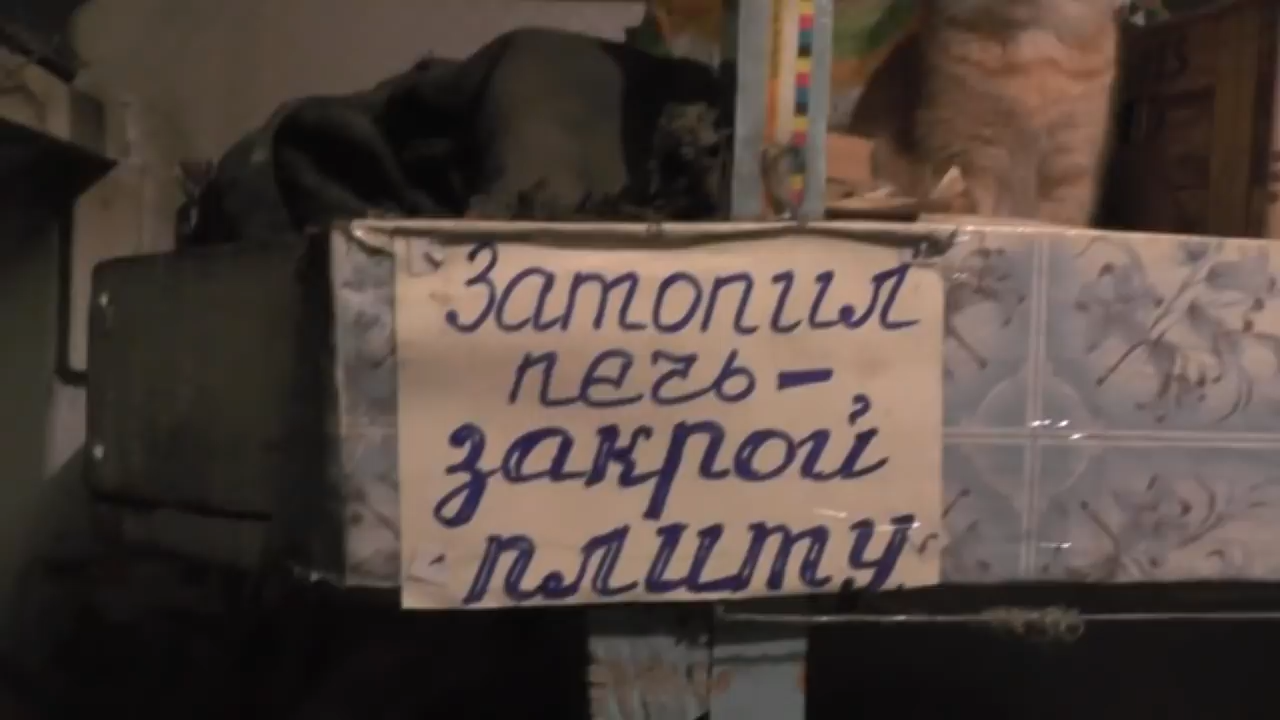 Затопил
печь-
закрой
плиту